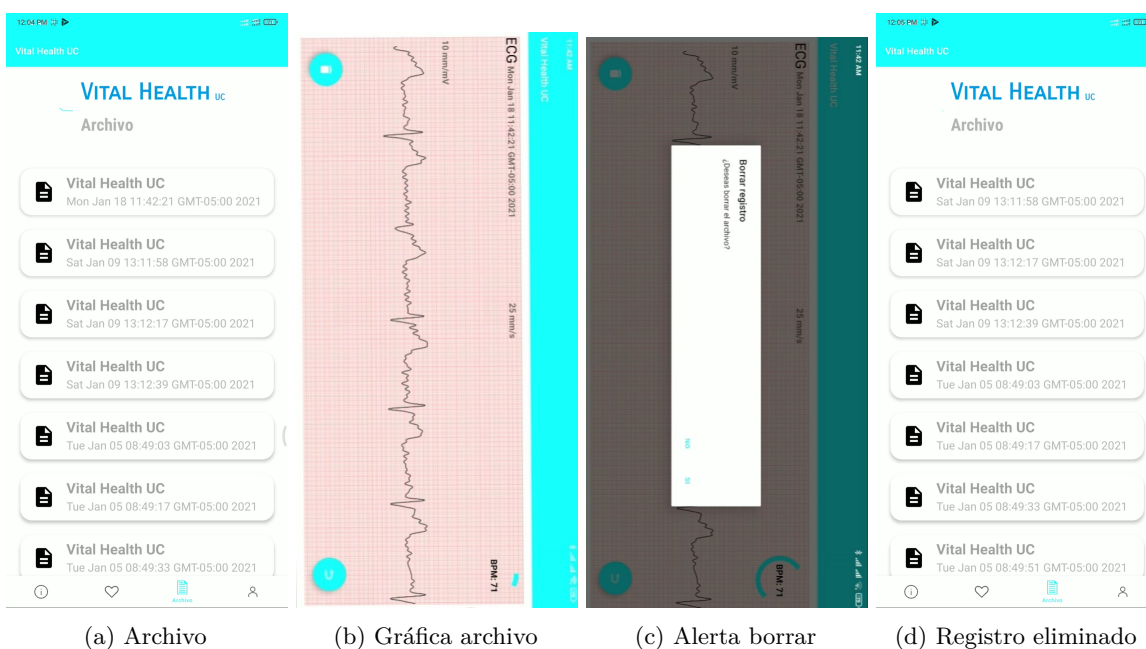 12:04 PM
Vital Health UC
VITAL HEALTH UC
Archivo
Vital Health UC
Mon Jan 18 11:42:21 GMT-05:00 2021
Vital Health UC
Sat Jan 09 13:11:58 GMT-05:00 2021
Vital Health UC
Sat Jan 09 13:12:17 GMT-05:00 2021
Vital Health UC
Sat Jan 09 13:12:39 GMT-05:00 2021
Vital Health UC
Tue Jan 05 08:49:03 GMT-05:00 2021
Vital Health UC
Tue Jan 05 08:49:17 GMT-05:00 2021
Vital Health UC
Tue Jan 05 08:49:33 GMT-05:00 2021
Archivo
(a) Archivo
11:42 AM
Vital Health UC
ECG Mon Jan 18 11:42:21 GMT-05:00 2021
25 mm/s
BPM: 71
10 mm/mV
(b) Gráfica archivo
11:42 AM
Vital Health UC
ECG Mon Jan 18 11:42:21 GMT-05:00 2021
25 mm/s
BPM: 71
10 mm/mV
Borrar registro
¿Deseas borrar el archivo?
NO SI
(c) Alerta borrar
12:05 PM
Vital Health UC
VITAL HEALTH UC
Archivo
Vital Health UC
Sat Jan 09 13:11:58 GMT-05:00 2021
Vital Health UC
Sat Jan 09 13:12:17 GMT-05:00 2021
Vital Health UC
Sat Jan 09 13:12:39 GMT-05:00 2021
Vital Health UC
Tue Jan 05 08:49:03 GMT-05:00 2021
Vital Health UC
Tue Jan 05 08:49:17 GMT-05:00 2021
Vital Health UC
Tue Jan 05 08:49:33 GMT-05:00 2021
Vital Health UC
Tue Jan 05 08:49:51 GMT-05:00 2021
Archivo
(d) Registro eliminado